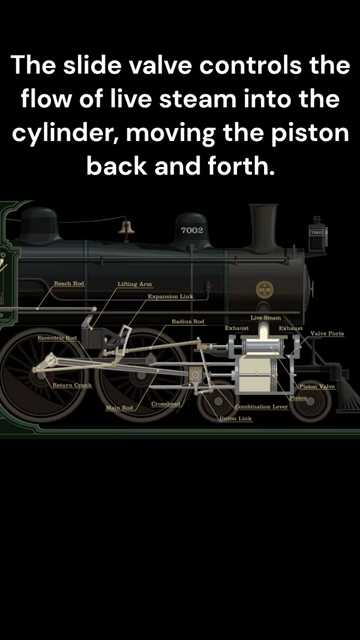 The slide valve controls the
flow of live steam into the
cylinder, moving the piston
back and forth.
7002
7002
Reach Rod
Lifting Arm
Expansion Link
Radius Rod
Live Steam
Exhaust
Exhaust
Valve Ports
Eccentric Rod
Return Crank
Main Rod
Crosshead
Union Link
Combination Lever
Piston
Piston Valve